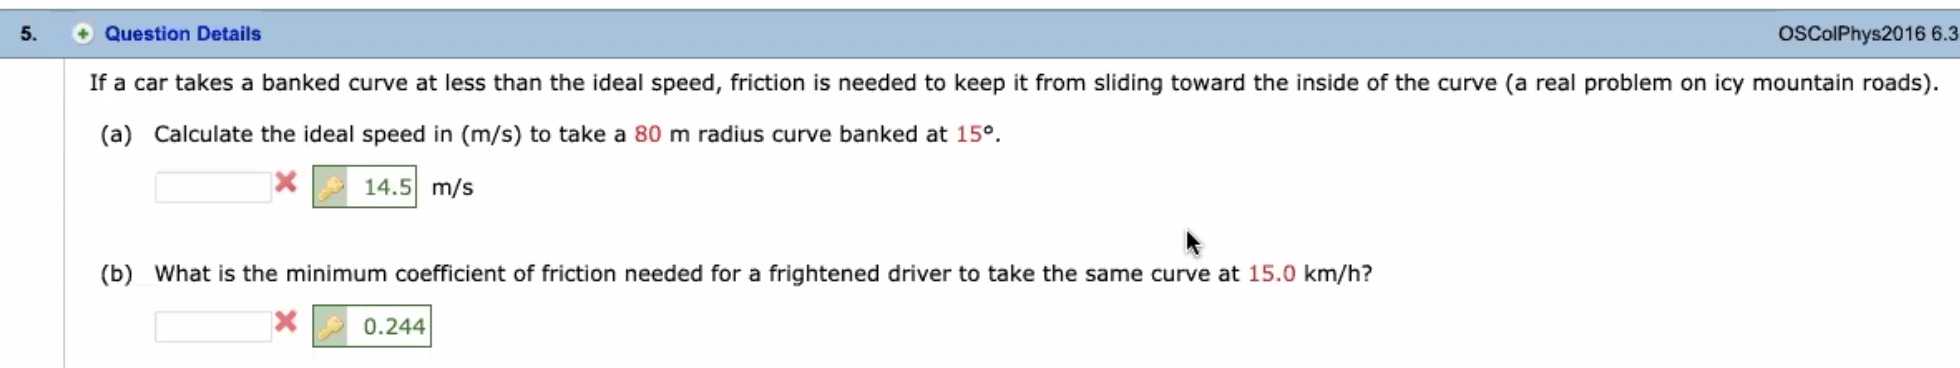 5. Question Details OSColPhys2016 6.3
If a car takes a banked curve at less than the ideal speed, friction is needed to keep it from sliding toward the inside of the curve (a real problem on icy mountain roads).
(a) Calculate the ideal speed in (m/s) to take a 80 m radius curve banked at 15º.
14.5 m/s
(b) What is the minimum coefficient of friction needed for a frightened driver to take the same curve at 15.0 km/h?
0.244